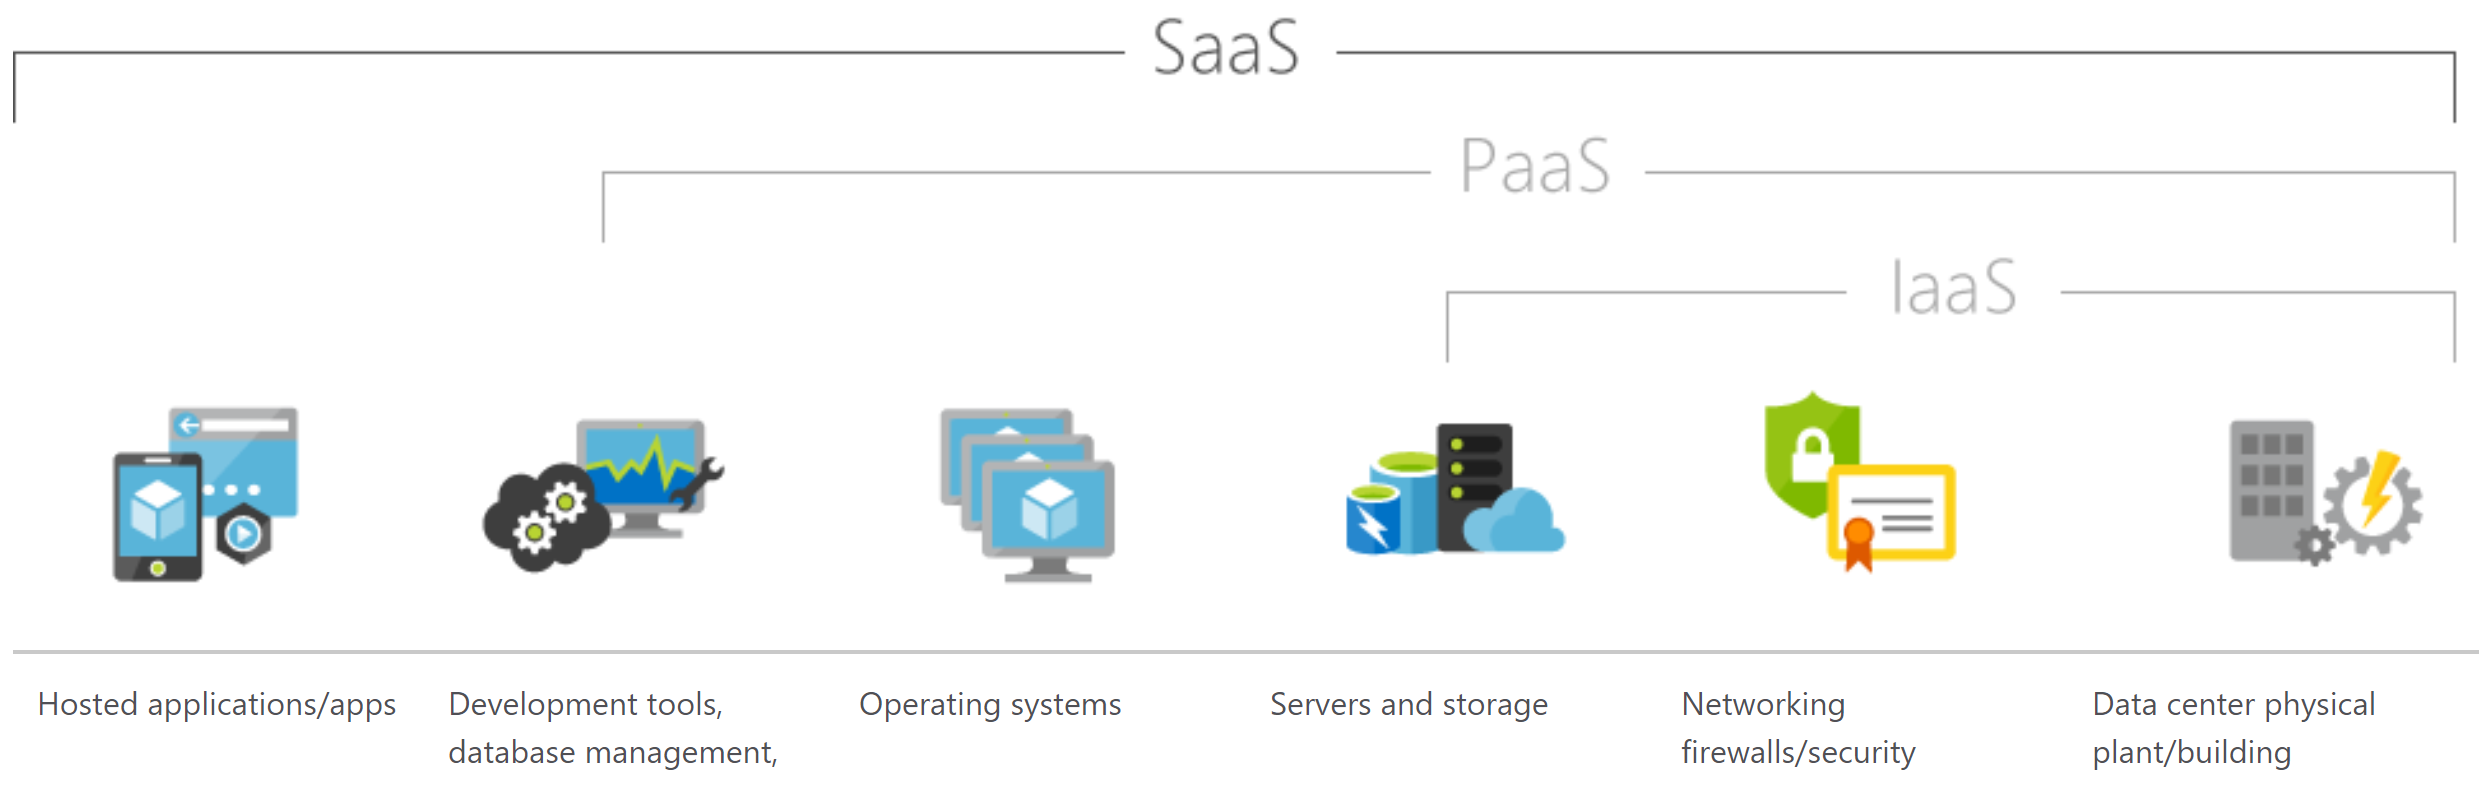 SaaS
PaaS
IaaS
Hosted applications/apps
Development tools,
database management,
Operating systems
Servers and storage
Networking
firewalls/security
Data center physical
plant/building